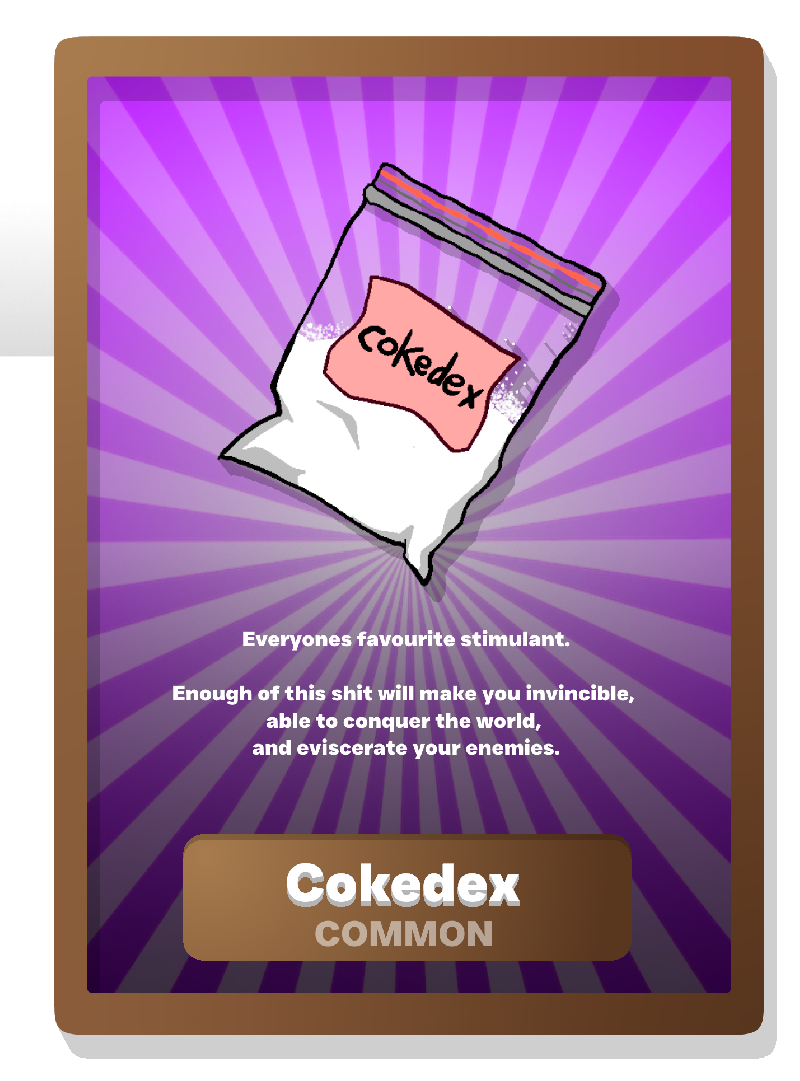 cokedex
Everyones favourite stimulant.
Enough of this shit will make you invincible,
able to conquer the world,
and eviscerate your enemies.
Cokedex
COMMON